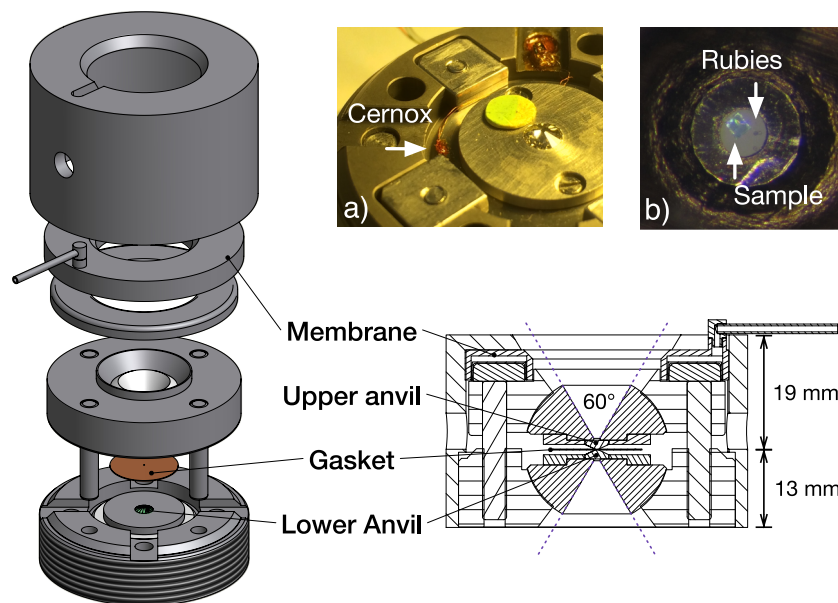 Cernox
a)
Rubies
Sample
b)
Membrane
Upper anvil
60°
19 mm
Gasket
13 mm
Lower Anvil